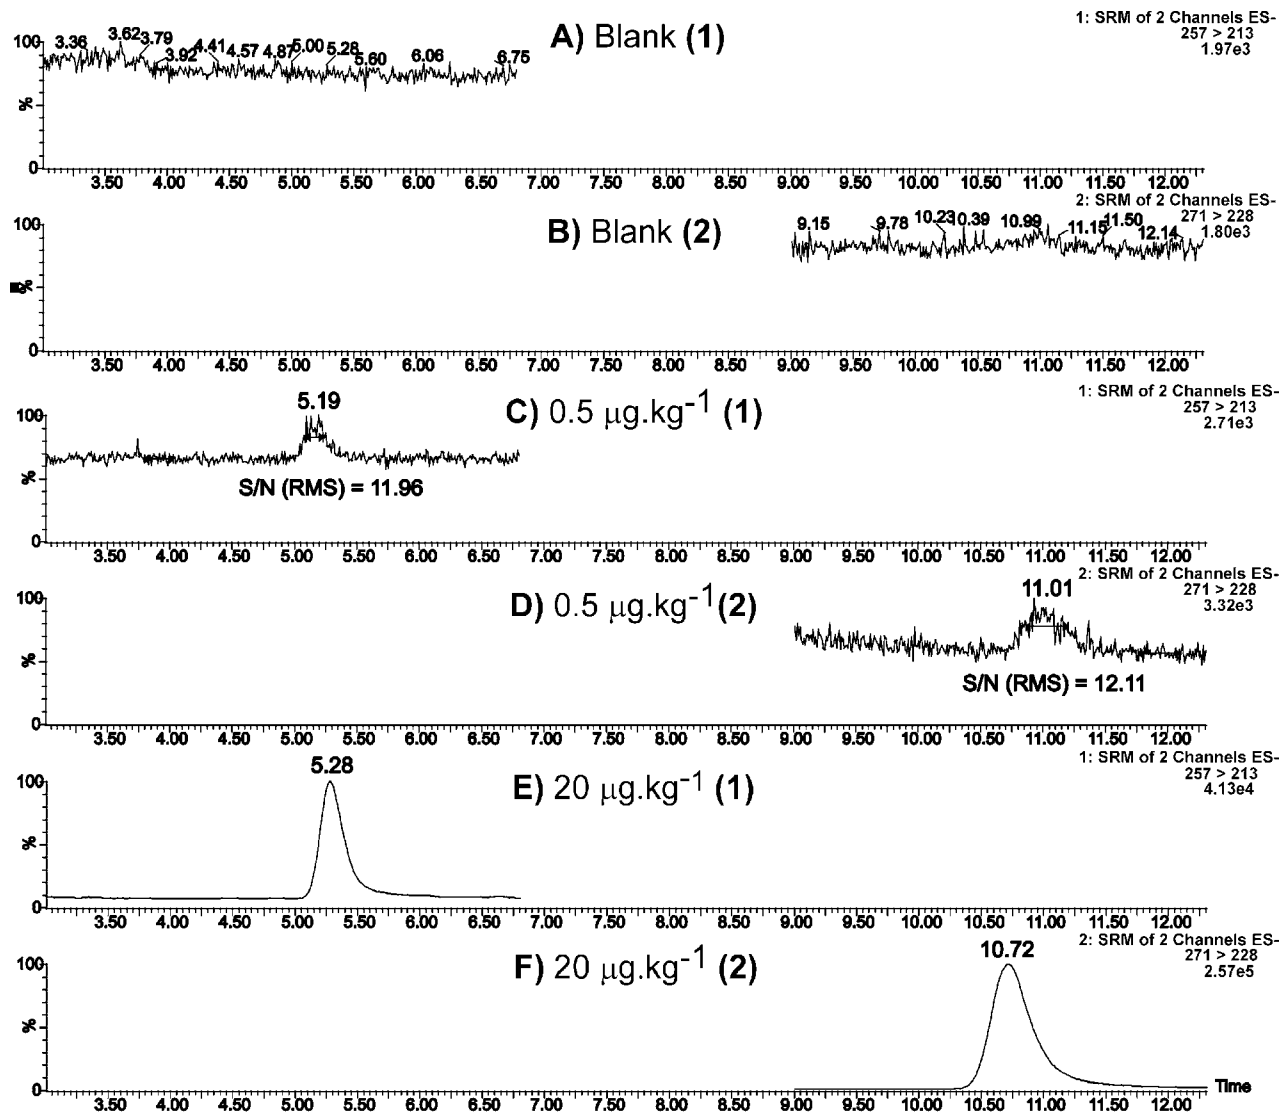 1: SRM of 2 Channels ES-
257 > 213
1.97e3
A) Blank (1)
3.36 3.62 3.79 3.92 4.41 4.57 4.87 5.00 5.28 5.60 6.06 6.75
100
%
0
3.50 4.00 4.50 5.00 5.50 6.00 6.50 7.00 7.50 8.00 8.50 9.00 9.50 10.00 10.50 11.00 11.50 12.00
2: SRM of 2 Channels ES-
271 > 228
1.80e3
B) Blank (2)
9.15 9.78 10.23 10.39 10.99 11.15 11.50 12.14
100
%
0
3.50 4.00 4.50 5.00 5.50 6.00 6.50 7.00 7.50 8.00 8.50 9.00 9.50 10.00 10.50 11.00 11.50 12.00
1: SRM of 2 Channels ES-
257 > 213
2.71e3
C) 0.5 µg.kg⁻¹ (1)
5.19
100
%
S/N (RMS) = 11.96
0
3.50 4.00 4.50 5.00 5.50 6.00 6.50 7.00 7.50 8.00 8.50 9.00 9.50 10.00 10.50 11.00 11.50 12.00
2: SRM of 2 Channels ES-
271 > 228
3.32e3
D) 0.5 µg.kg⁻¹(2)
11.01
100
%
S/N (RMS) = 12.11
0
3.50 4.00 4.50 5.00 5.50 6.00 6.50 7.00 7.50 8.00 8.50 9.00 9.50 10.00 10.50 11.00 11.50 12.00
1: SRM of 2 Channels ES-
257 > 213
4.13e4
E) 20 µg.kg⁻¹ (1)
5.28
100
%
0
3.50 4.00 4.50 5.00 5.50 6.00 6.50 7.00 7.50 8.00 8.50 9.00 9.50 10.00 10.50 11.00 11.50 12.00
2: SRM of 2 Channels ES-
271 > 228
2.57e5
F) 20 µg.kg⁻¹ (2)
10.72
100
%
0
Time
3.50 4.00 4.50 5.00 5.50 6.00 6.50 7.00 7.50 8.00 8.50 9.00 9.50 10.00 10.50 11.00 11.50 12.00